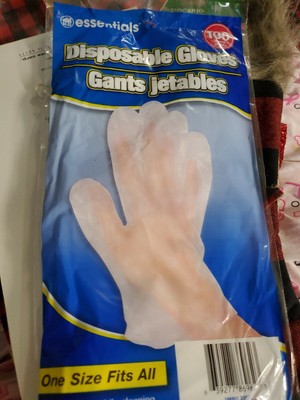 essentials
Disposable Gloves
100
Gants jetables
One Size Fits All